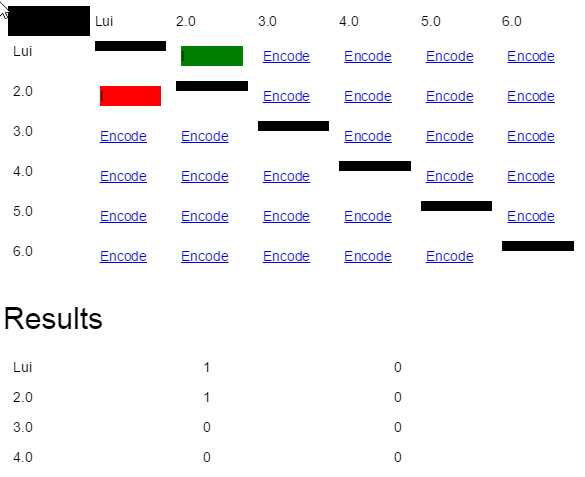 Lui 2.0 3.0 4.0 5.0 6.0
Lui Encode Encode Encode Encode
2.0 Encode Encode Encode Encode
3.0 Encode Encode Encode Encode Encode
4.0 Encode Encode Encode Encode Encode
5.0 Encode Encode Encode Encode Encode
6.0 Encode Encode Encode Encode Encode
Results
Lui 1 0
2.0 1 0
3.0 0 0
4.0 0 0